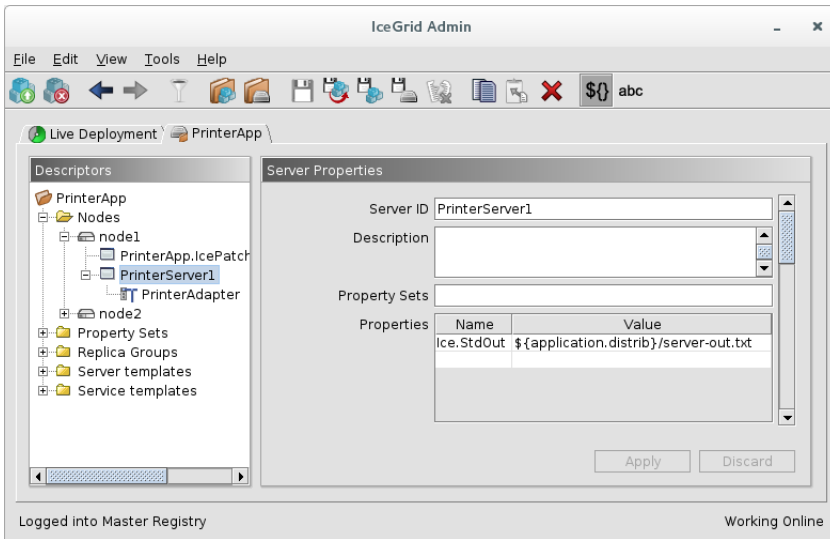 IceGrid Admin
File Edit View Tools Help
${} abc
Live Deployment PrinterApp
Descriptors
PrinterApp
Nodes
node1
PrinterApp.IcePatch
PrinterServer1
PrinterAdapter
node2
Property Sets
Replica Groups
Server templates
Service templates
Server Properties
Server ID PrinterServer1
Description
Property Sets
Properties Name Value
Ice.StdOut ${application.distrib}/server-out.txt
Apply Discard
Logged into Master Registry Working Online